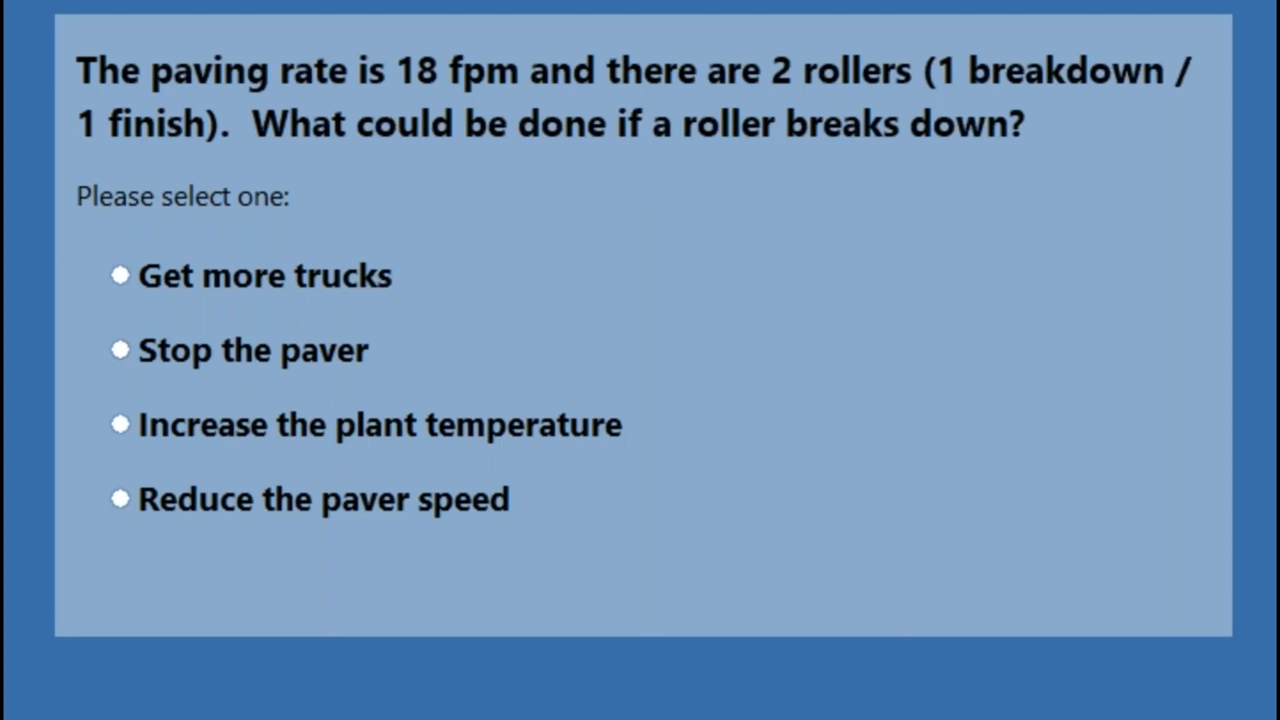 The paving rate is 18 fpm and there are 2 rollers (1 breakdown /
1 finish).  What could be done if a roller breaks down?
Please select one:
Get more trucks
Stop the paver
Increase the plant temperature
Reduce the paver speed